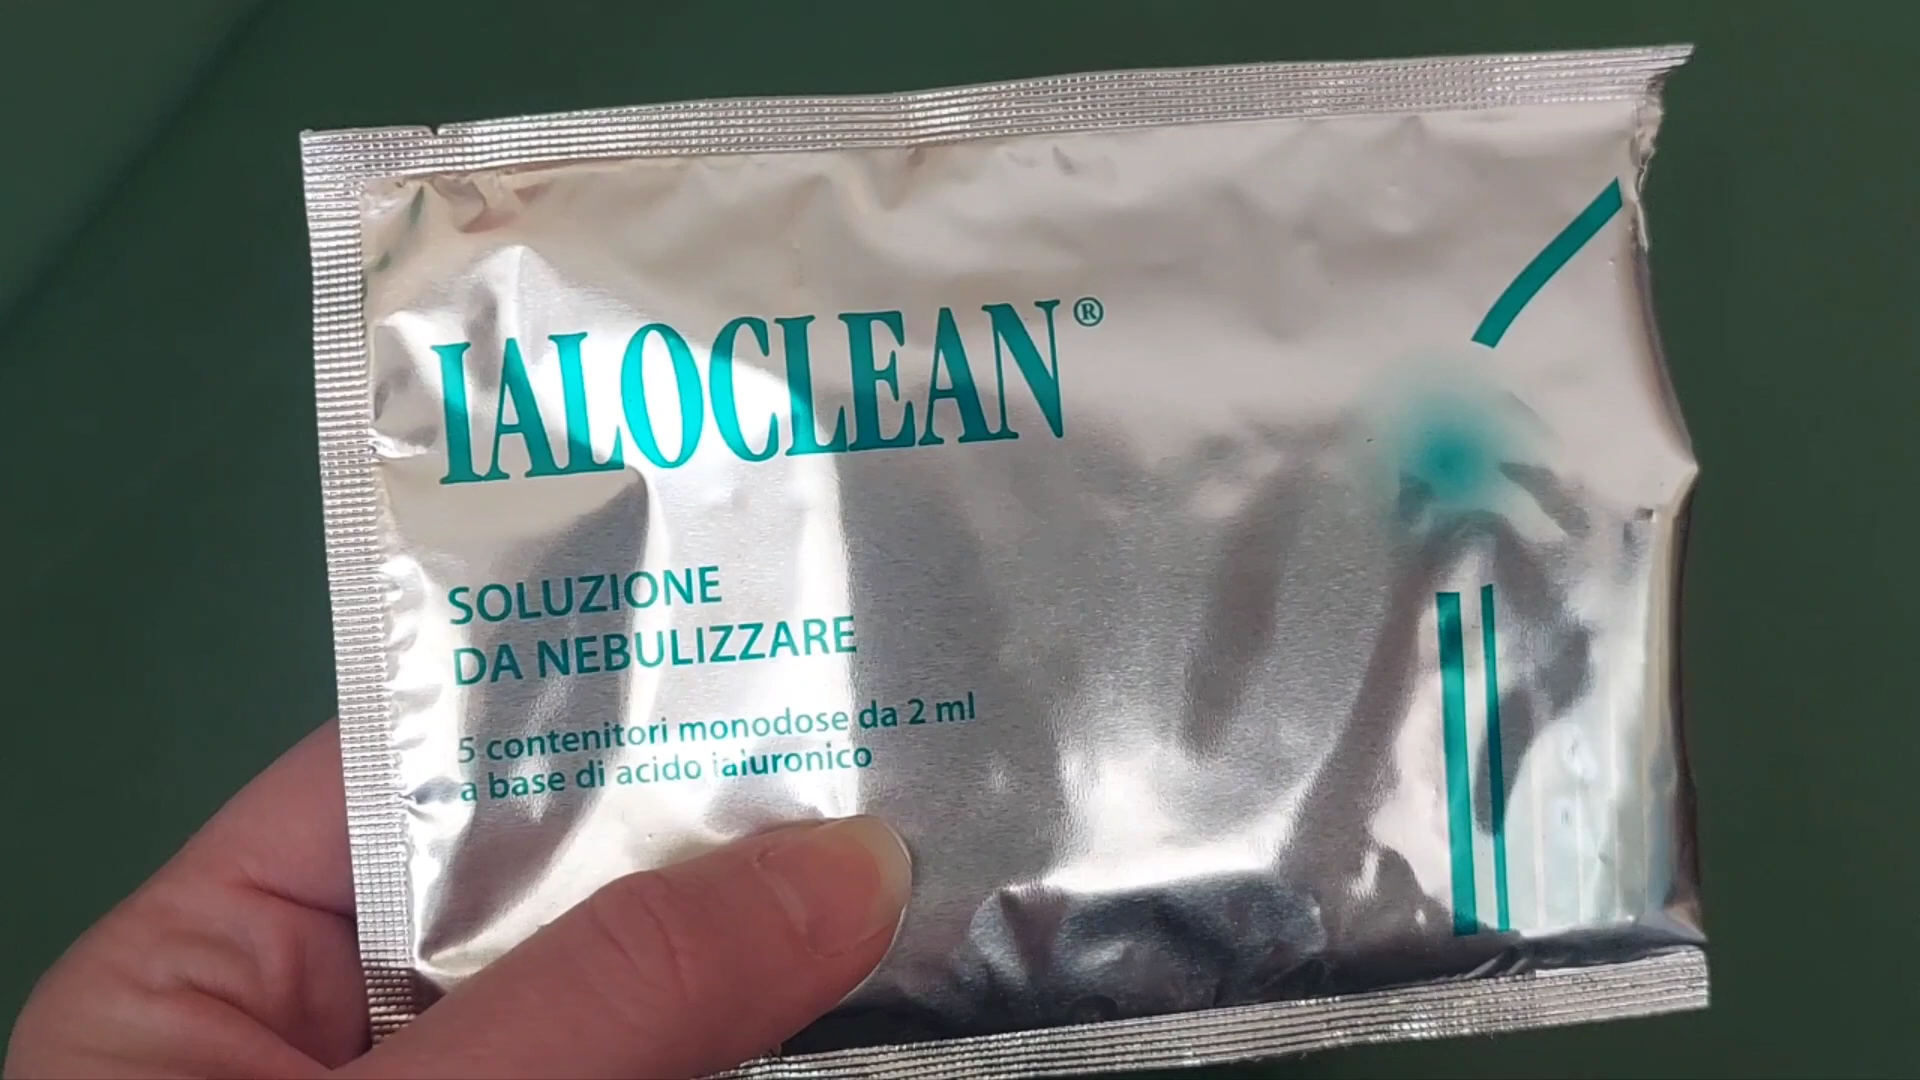 IALOCLEAN®
SOLUZIONE
DA NEBULIZZARE
5 contenitori monodose da 2 ml
a base di acido ialuronico